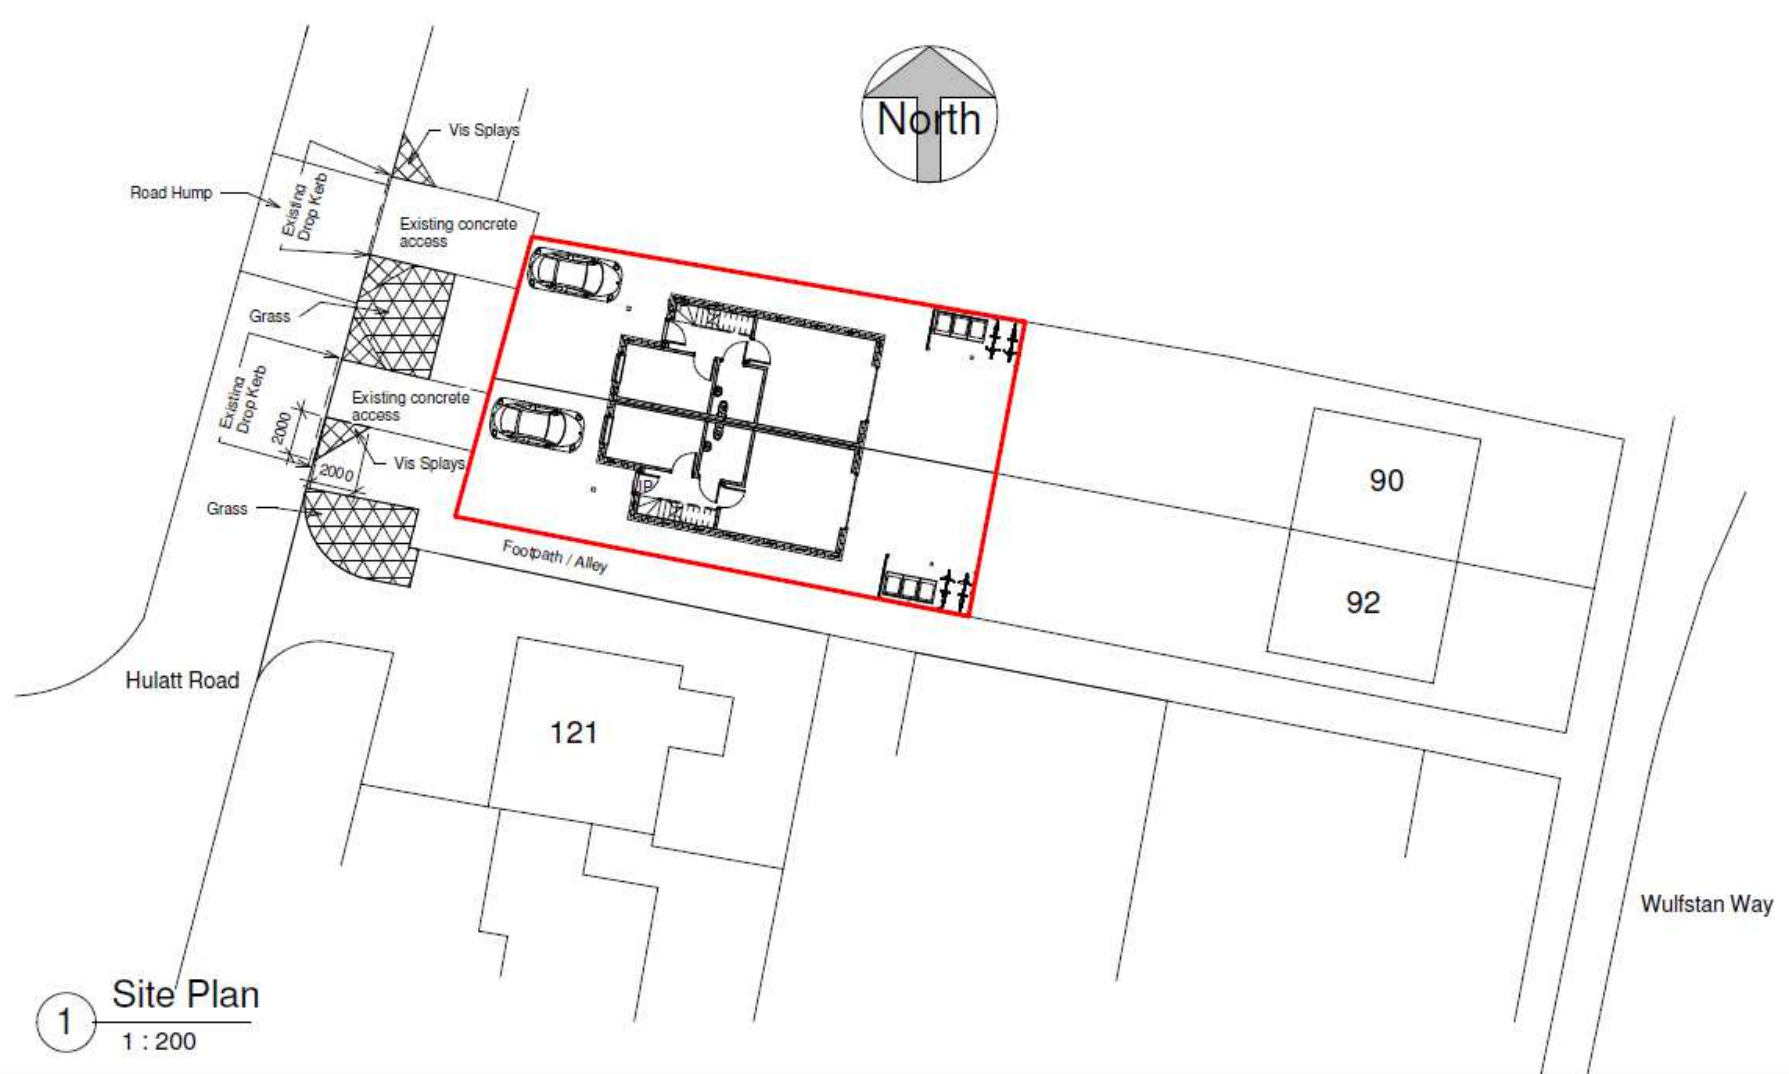 North
Vis Splays
Road Hump
Existing
Drop Kerb
Existing concrete
access
Grass
Existing
Drop Kerb
Existing concrete
access
2000
Vis Splays
2000
Grass
Footpath / Alley
90
92
Hulatt Road
121
Wulfstan Way
Site Plan
1
1 : 200